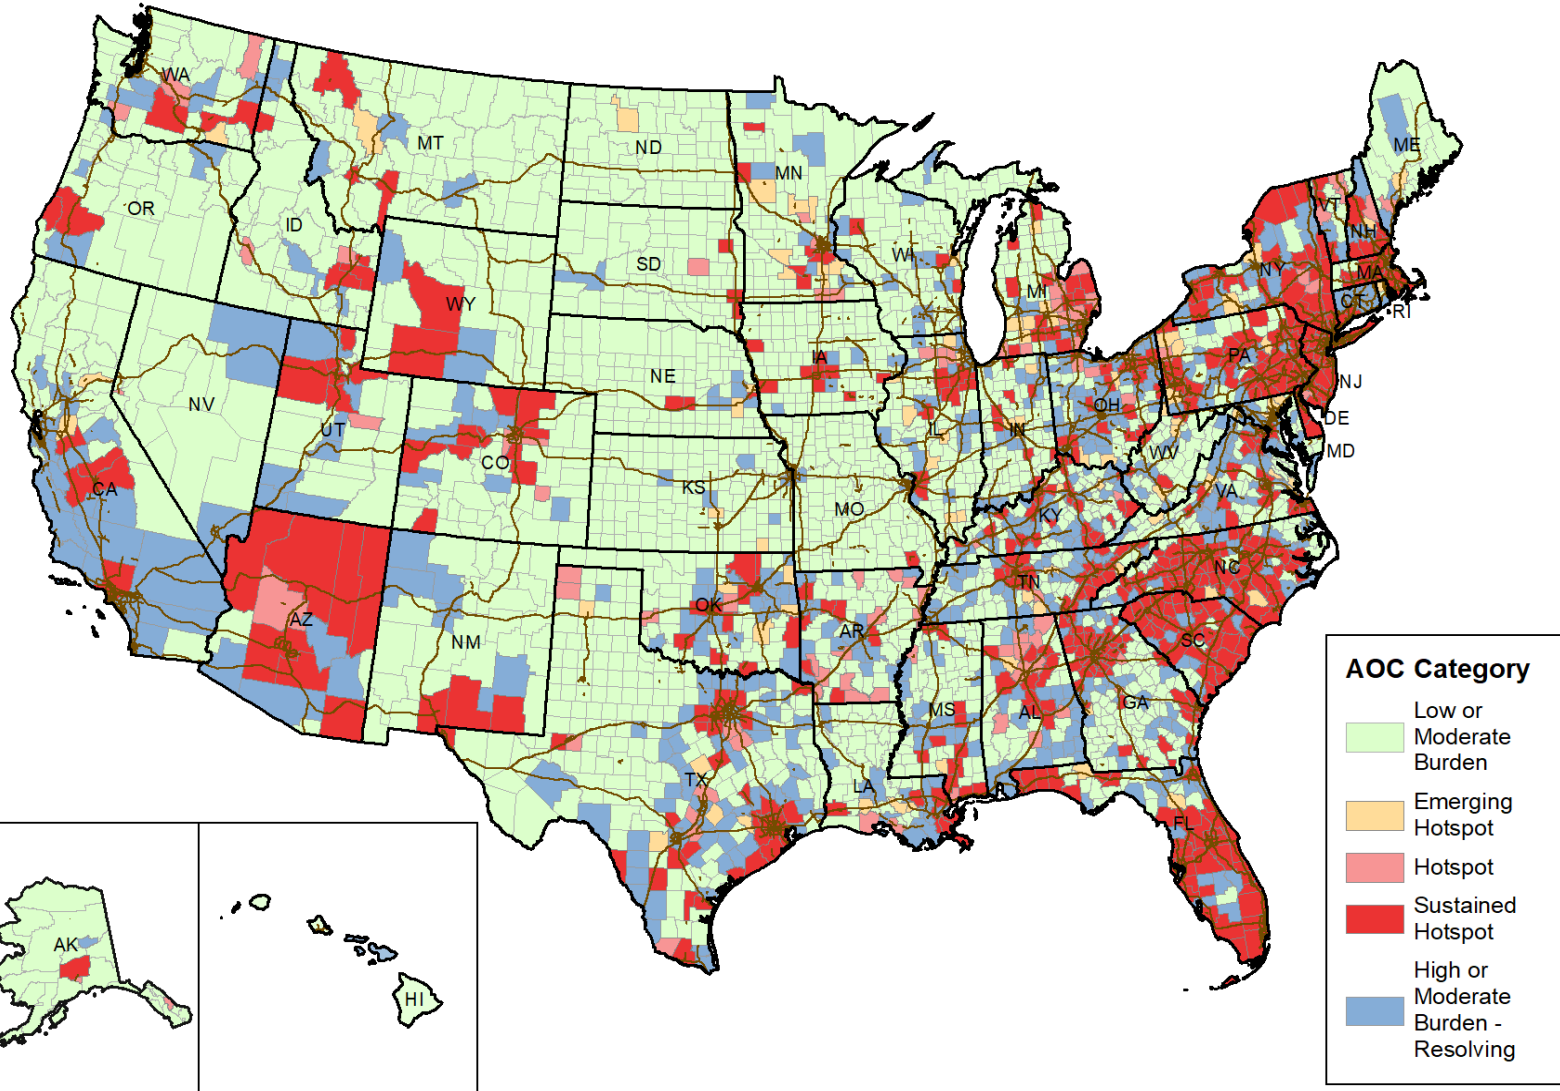 WA
MT
ND
MN
ME
OR
ID
SD
WI
VT
NH
WY
MI
NY
MA
CT
RI
NV
UT
NE
IA
PA
NJ
CO
IL
IN
OH
DE
CA
KS
MO
WV
MD
VA
KY
AZ
NM
OK
AR
TN
NC
SC
MS
AL
GA
TX
LA
FL
AK
HI
AOC Category
Low or
Moderate
Burden
Emerging
Hotspot
Hotspot
Sustained
Hotspot
High or
Moderate
Burden -
Resolving